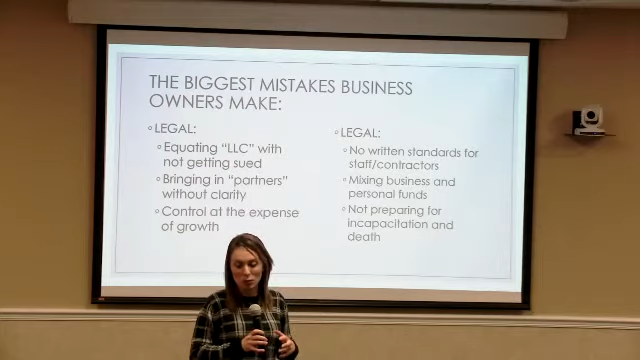 THE BIGGEST MISTAKES BUSINESS
OWNERS MAKE:
◦LEGAL:
◦Equating “LLC” with
not getting sued
◦Bringing in “partners”
without clarity
◦Control at the expense
of growth
◦LEGAL:
◦No written standards for
staff/contractors
◦Mixing business and
personal funds
◦Not preparing for
incapacitation and
death